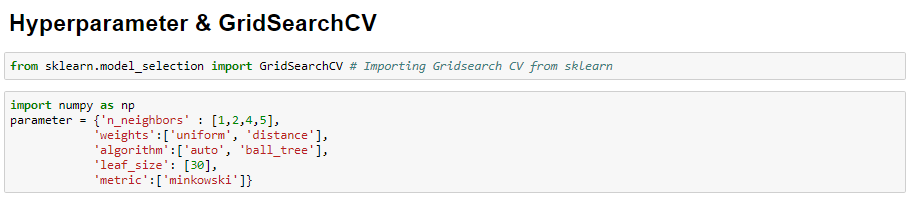 Hyperparameter & GridSearchCV
from sklearn.model_selection import GridSearchCV # Importing Gridsearch CV from sklearn
import numpy as np
parameter = {'n_neighbors' : [1,2,4,5],
            'weights':['uniform', 'distance'],
            'algorithm':['auto', 'ball_tree'],
            'leaf_size': [30],
            'metric':['minkowski']}